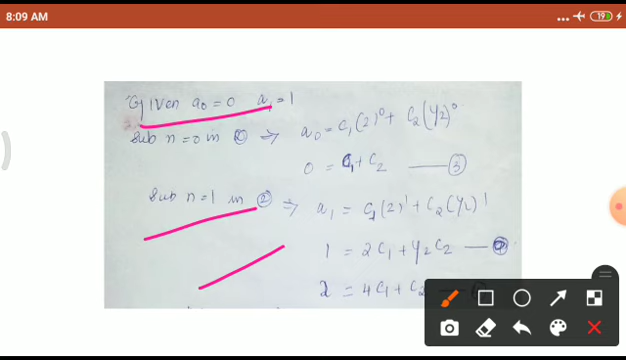 8:09 AM
19
Given a₀ = 0 a₁ = 1
Sub n = 0 in ② ⇒ a₀ = C₁(2)⁰ + C₂(1/2)⁰
0 = C₁ + C₂ —— ③
Sub n = 1 in ② ⇒ a₁ = C₁(2)¹ + C₂(1/2)¹
1 = 2C₁ + 1/2 C₂ ——
2 = 4C₁ + C₂